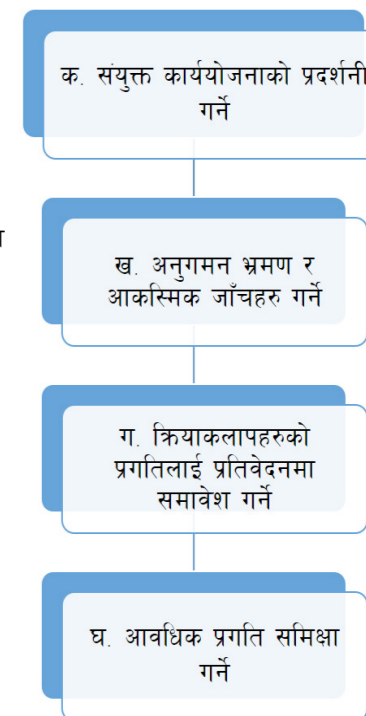 क. संयुक्त कार्ययोजनाको प्रदर्शनी
गर्ने
ख. अनुगमन भ्रमण र
आकस्मिक जाँचहरु गर्ने
ग. क्रियाकलापहरुको
प्रगतिलाई प्रतिवेदनमा
समावेश गर्ने
घ. आवधिक प्रगति समिक्षा
गर्ने